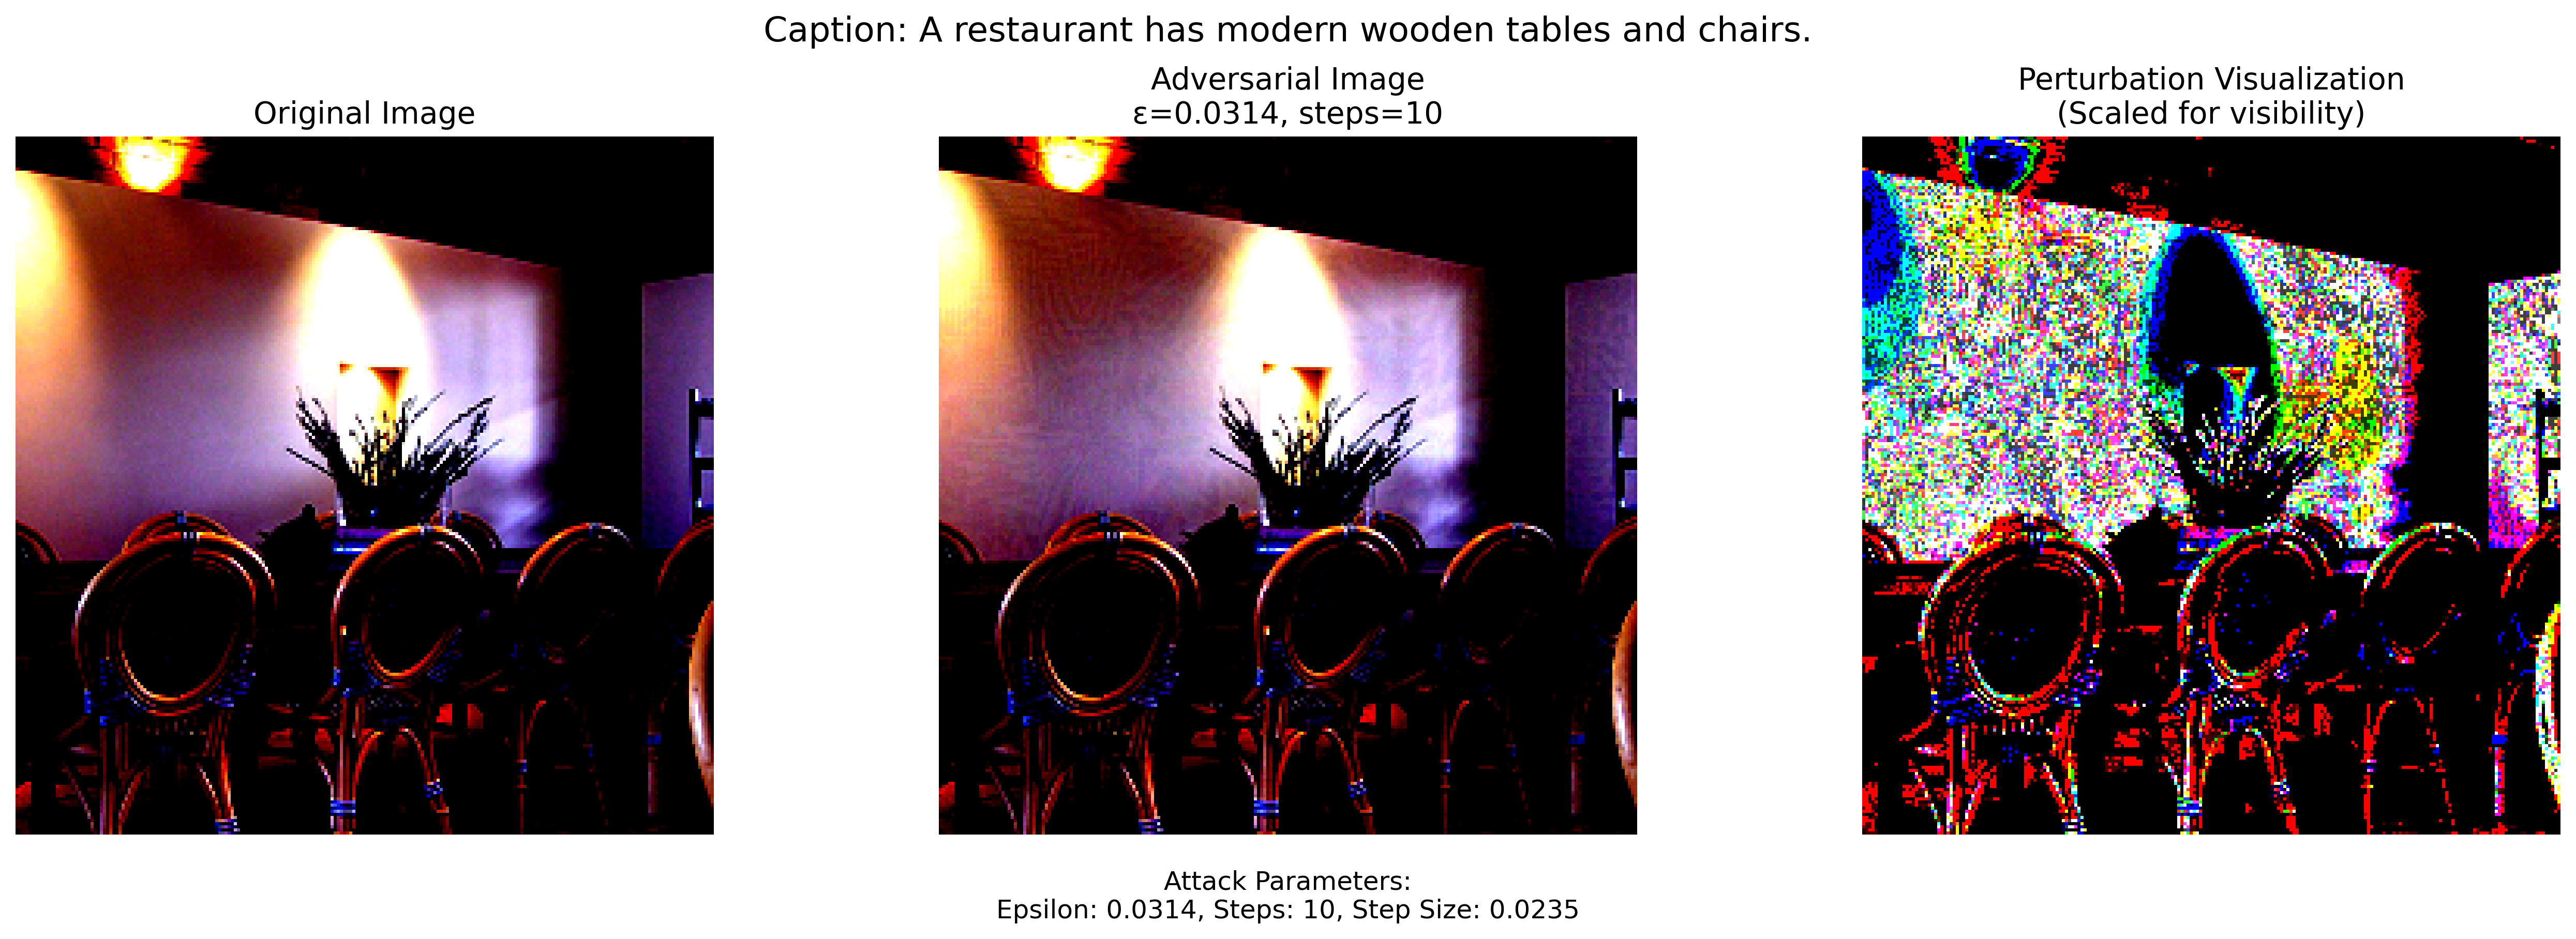 Caption: A restaurant has modern wooden tables and chairs.
Original Image
Adversarial Image
ε=0.0314, steps=10
Perturbation Visualization
(Scaled for visibility)
Attack Parameters:
Epsilon: 0.0314, Steps: 10, Step Size: 0.0235